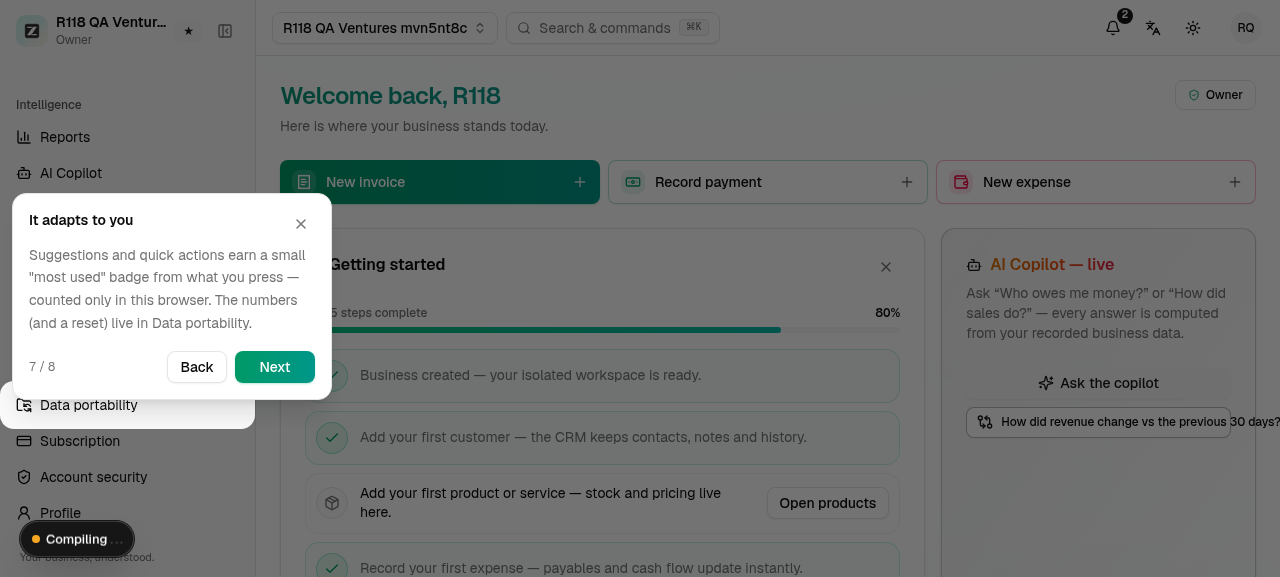 R118 QA Ventur...
Owner
R118 QA Ventures mvn5nt8c
Search & commands
⌘K
2
RQ
Intelligence
Reports
AI Copilot
Welcome back, R118
Owner
Here is where your business stands today.
New invoice
Record payment
New expense
It adapts to you
Suggestions and quick actions earn a small
"most used" badge from what you press —
counted only in this browser. The numbers
(and a reset) live in Data portability.
7 / 8
Back
Next
Data portability
Subscription
Account security
Profile
Compiling ...
Your business, understood.
Getting started
5 steps complete
80%
Business created — your isolated workspace is ready.
Add your first customer — the CRM keeps contacts, notes and history.
Add your first product or service — stock and pricing live
here.
Open products
Record your first expense — payables and cash flow update instantly.
AI Copilot — live
Ask “Who owes me money?” or “How did
sales do?” — every answer is computed
from your recorded business data.
Ask the copilot
How did revenue change vs the previous 30 days?